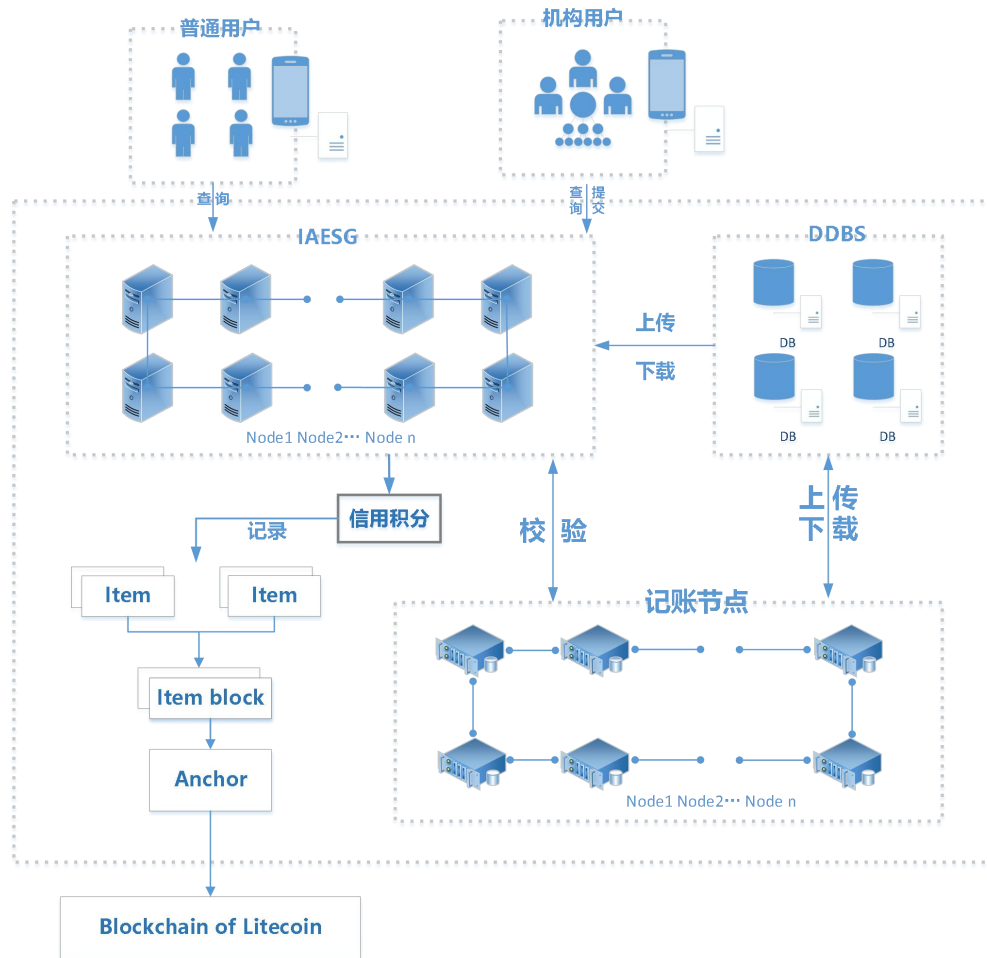 普通用户
机构用户
查询
查询
提交
IAESG
DDBS
DB
DB
上传
下载
DB
DB
Node1 Node2··· Node n
信用积分
记录
校 验
上传
下载
Item
Item
记账节点
Item block
Anchor
Node1 Node2··· Node n
Blockchain of Litecoin